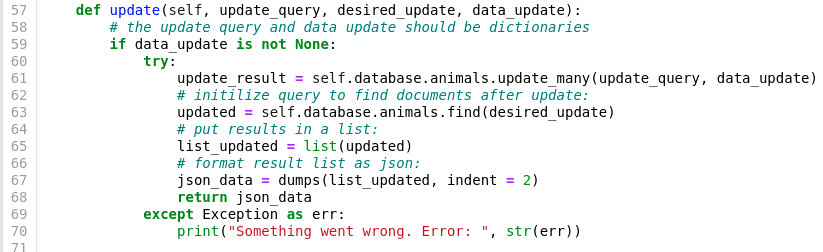 57    def update(self, update_query, desired_update, data_update):
58        # the update query and data update should be dictionaries
59        if data_update is not None:
60            try:
61                update_result = self.database.animals.update_many(update_query, data_update)
62                # initilize query to find documents after update:
63                updated = self.database.animals.find(desired_update)
64                # put results in a list:
65                list_updated = list(updated)
66                # format result list as json:
67                json_data = dumps(list_updated, indent = 2)
68                return json_data
69            except Exception as err:
70                print("Something went wrong. Error: ", str(err))
71